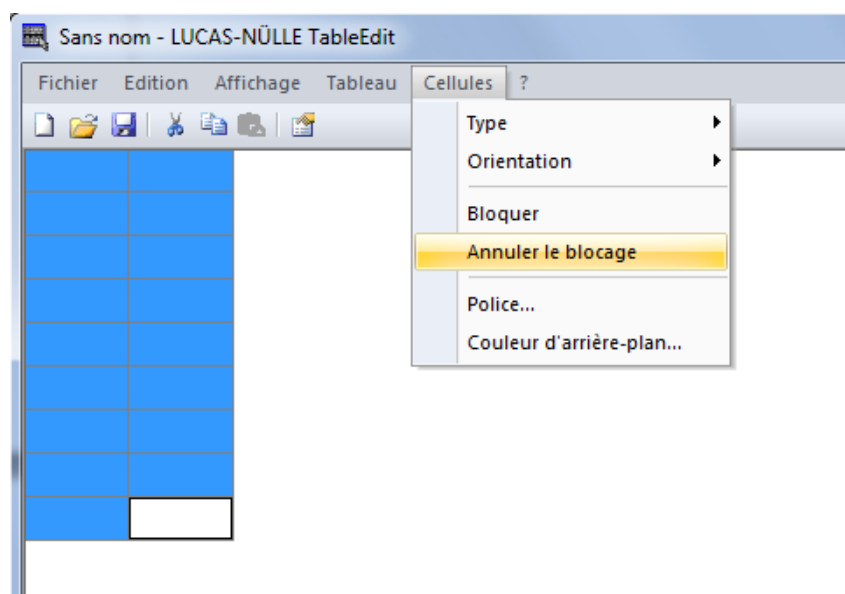 Sans nom - LUCAS-NÜLLE TableEdit
Fichier Edition Affichage Tableau Cellules ?
Type
Orientation
Bloquer
Annuler le blocage
Police...
Couleur d'arrière-plan...